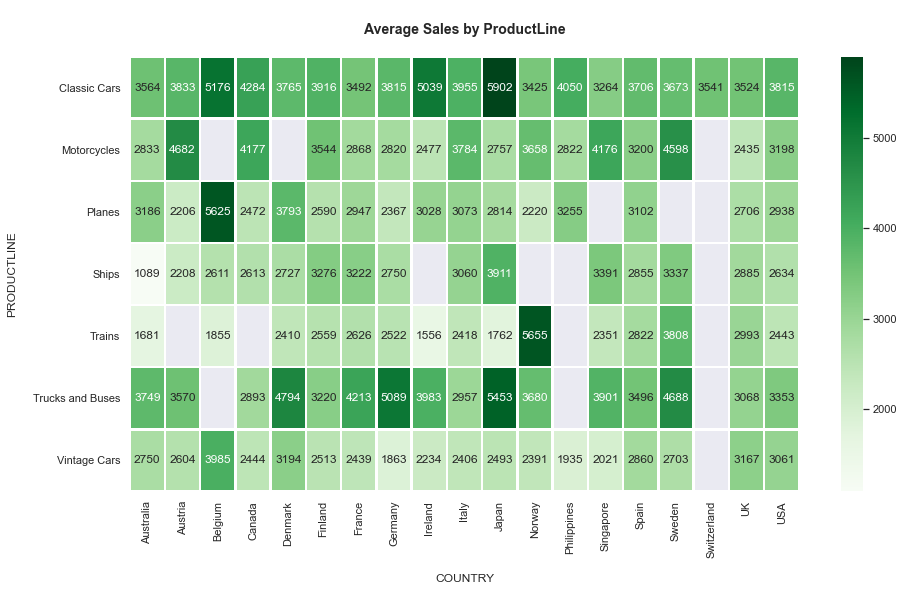 Average Sales by ProductLine
Classic Cars 3564 3833 5176 4284 3765 3916 3492 3815 5039 3955 5902 3425 4050 3264 3706 3673 3541 3524 3815
Motorcycles 2833 4682 4177 3544 2868 2820 2477 3784 2757 3658 2822 4176 3200 4598 2435 3198
Planes 3186 2206 5625 2472 3793 2590 2947 2367 3028 3073 2814 2220 3255 3102 2706 2938
Ships 1089 2208 2611 2613 2727 3276 3222 2750 3060 3911 3391 2855 3337 2885 2634
Trains 1681 1855 2410 2559 2626 2522 1556 2418 1762 5655 2351 2822 3808 2993 2443
Trucks and Buses 3749 3570 2893 4794 3220 4213 5089 3983 2957 5453 3680 3901 3496 4688 3068 3353
Vintage Cars 2750 2604 3985 2444 3194 2513 2439 1863 2234 2406 2493 2391 1935 2021 2860 2703 3167 3061
Australia Austria Belgium Canada Denmark Finland France Germany Ireland Italy Japan Norway Philippines Singapore Spain Sweden Switzerland UK USA
COUNTRY
PRODUCTLINE
5000
4000
3000
2000